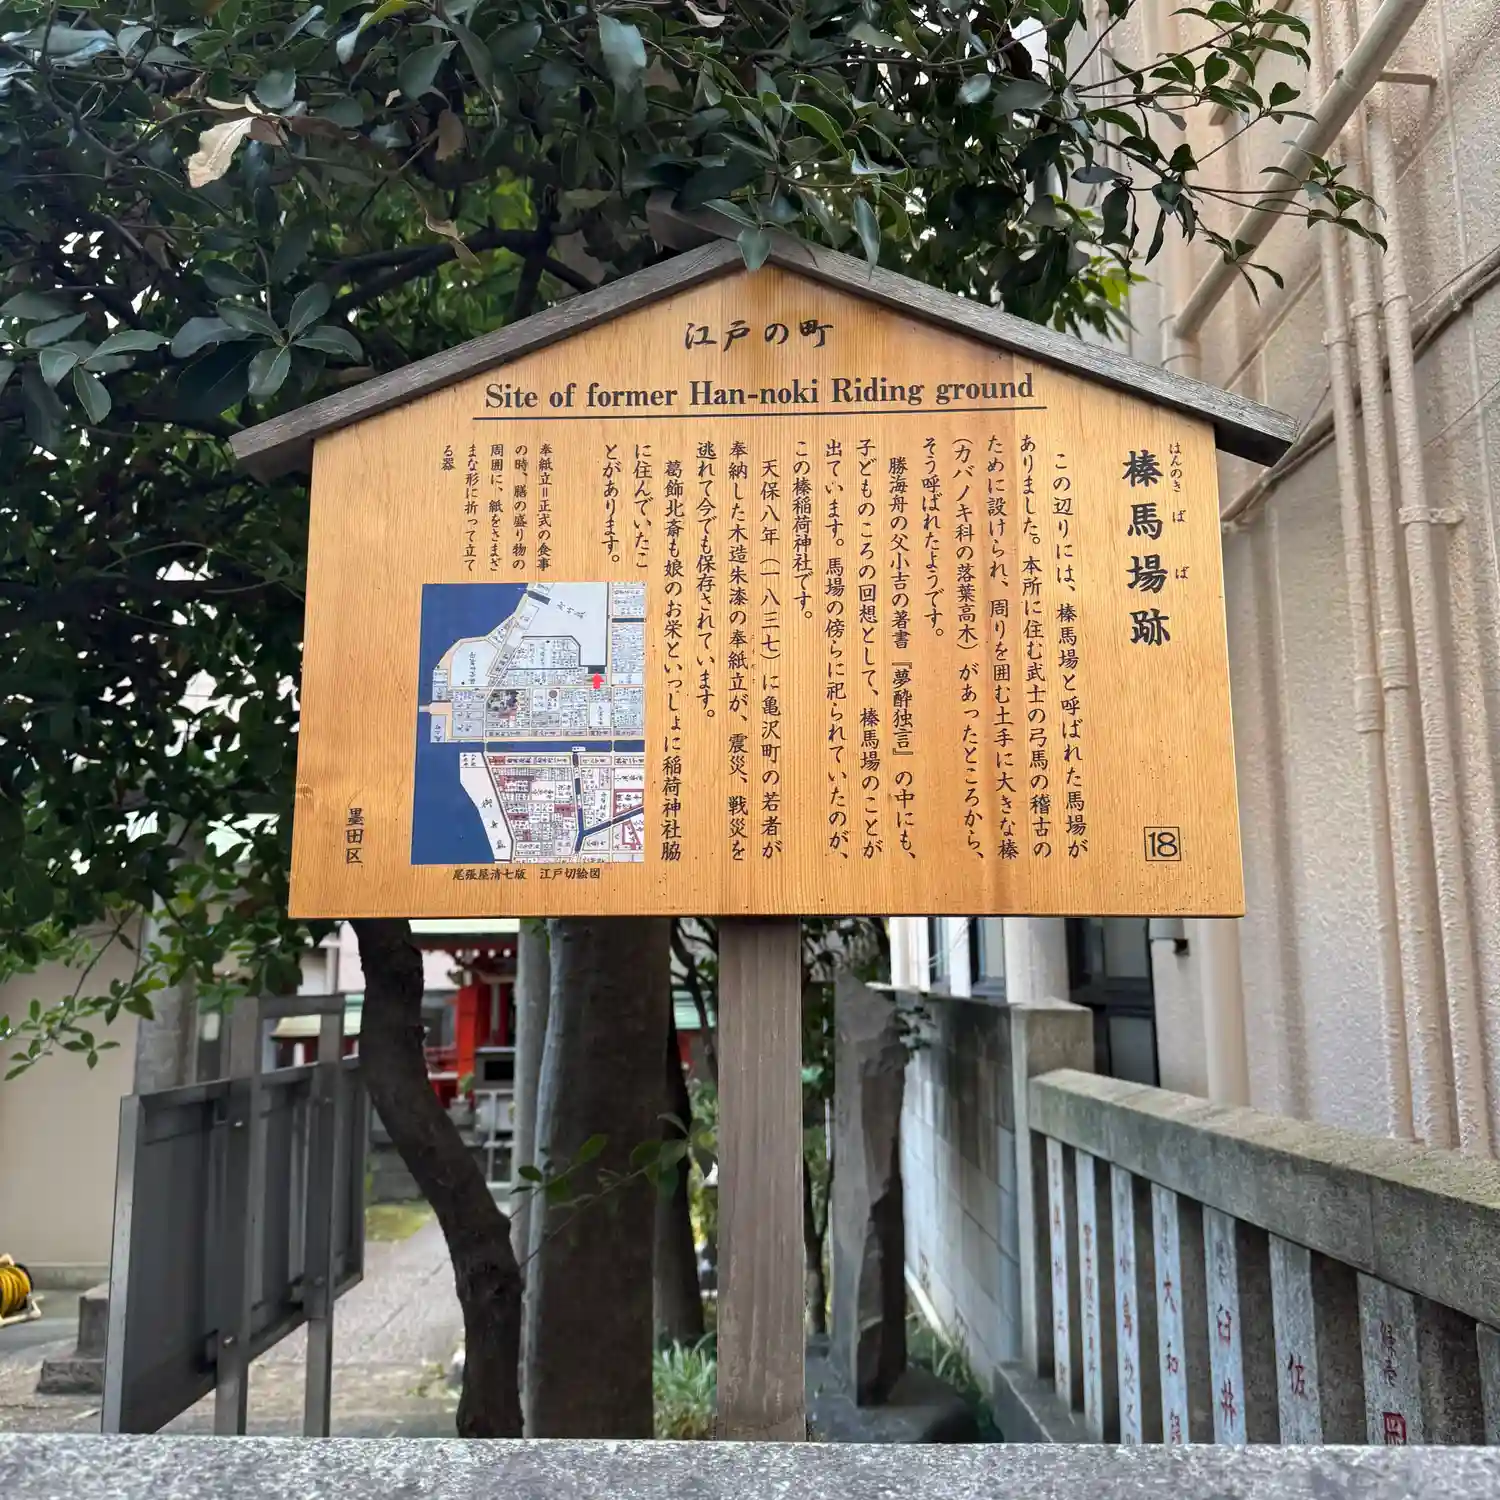 江戸の町
Site of former Han-noki Riding ground
はんのき ば ば
榛馬場跡
18
この辺りには、榛馬場と呼ばれた馬場が
ありました。本所に住む武士の弓馬の稽古の
ために設けられ、周りを囲む土手に大きな榛
（カバノキ科の落葉高木）があったところから、
そう呼ばれたようです。
勝海舟の父小吉の著書『夢酔独言』の中にも、
子どものころの回想として、榛馬場のことが
出ています。馬場の傍らに祀られていたのが、
この榛稲荷神社です。
天保八年（一八三七）に亀沢町の若者が
奉納した木造朱漆の奉紙立が、震災、戦災を
逃れて今でも保存されています。
葛飾北斎も娘のお栄といっしょに稲荷神社脇
に住んでいたこ
とがあります。
奉紙立＝正式の食事
の時、膳の盛り物の
周囲に、紙をさまざ
まな形に折って立て
る器
尾張屋清七版 江戸切絵図
墨田区
大和
臼井
佐